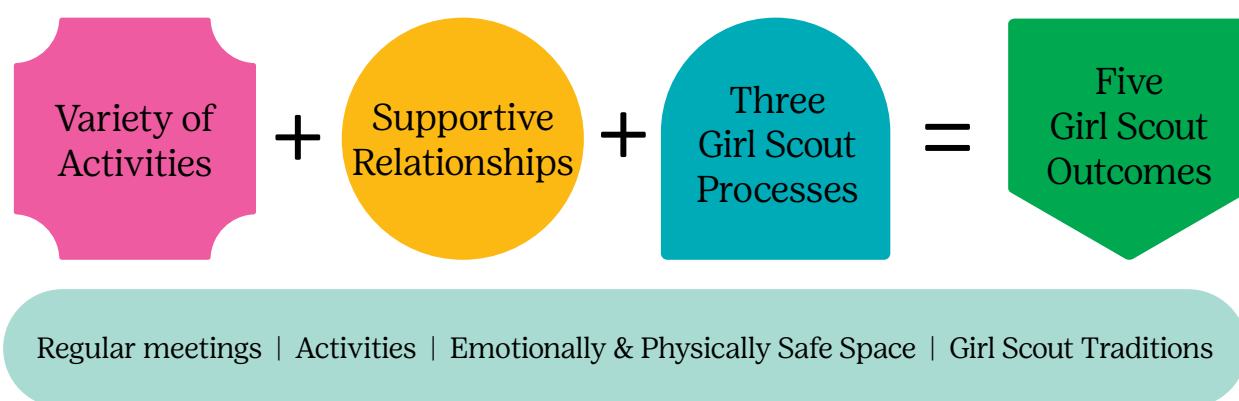 Variety of
Activities
+
Supportive
Relationships
+
Three
Girl Scout
Processes
=
Five
Girl Scout
Outcomes
Regular meetings | Activities | Emotionally & Physically Safe Space | Girl Scout Traditions